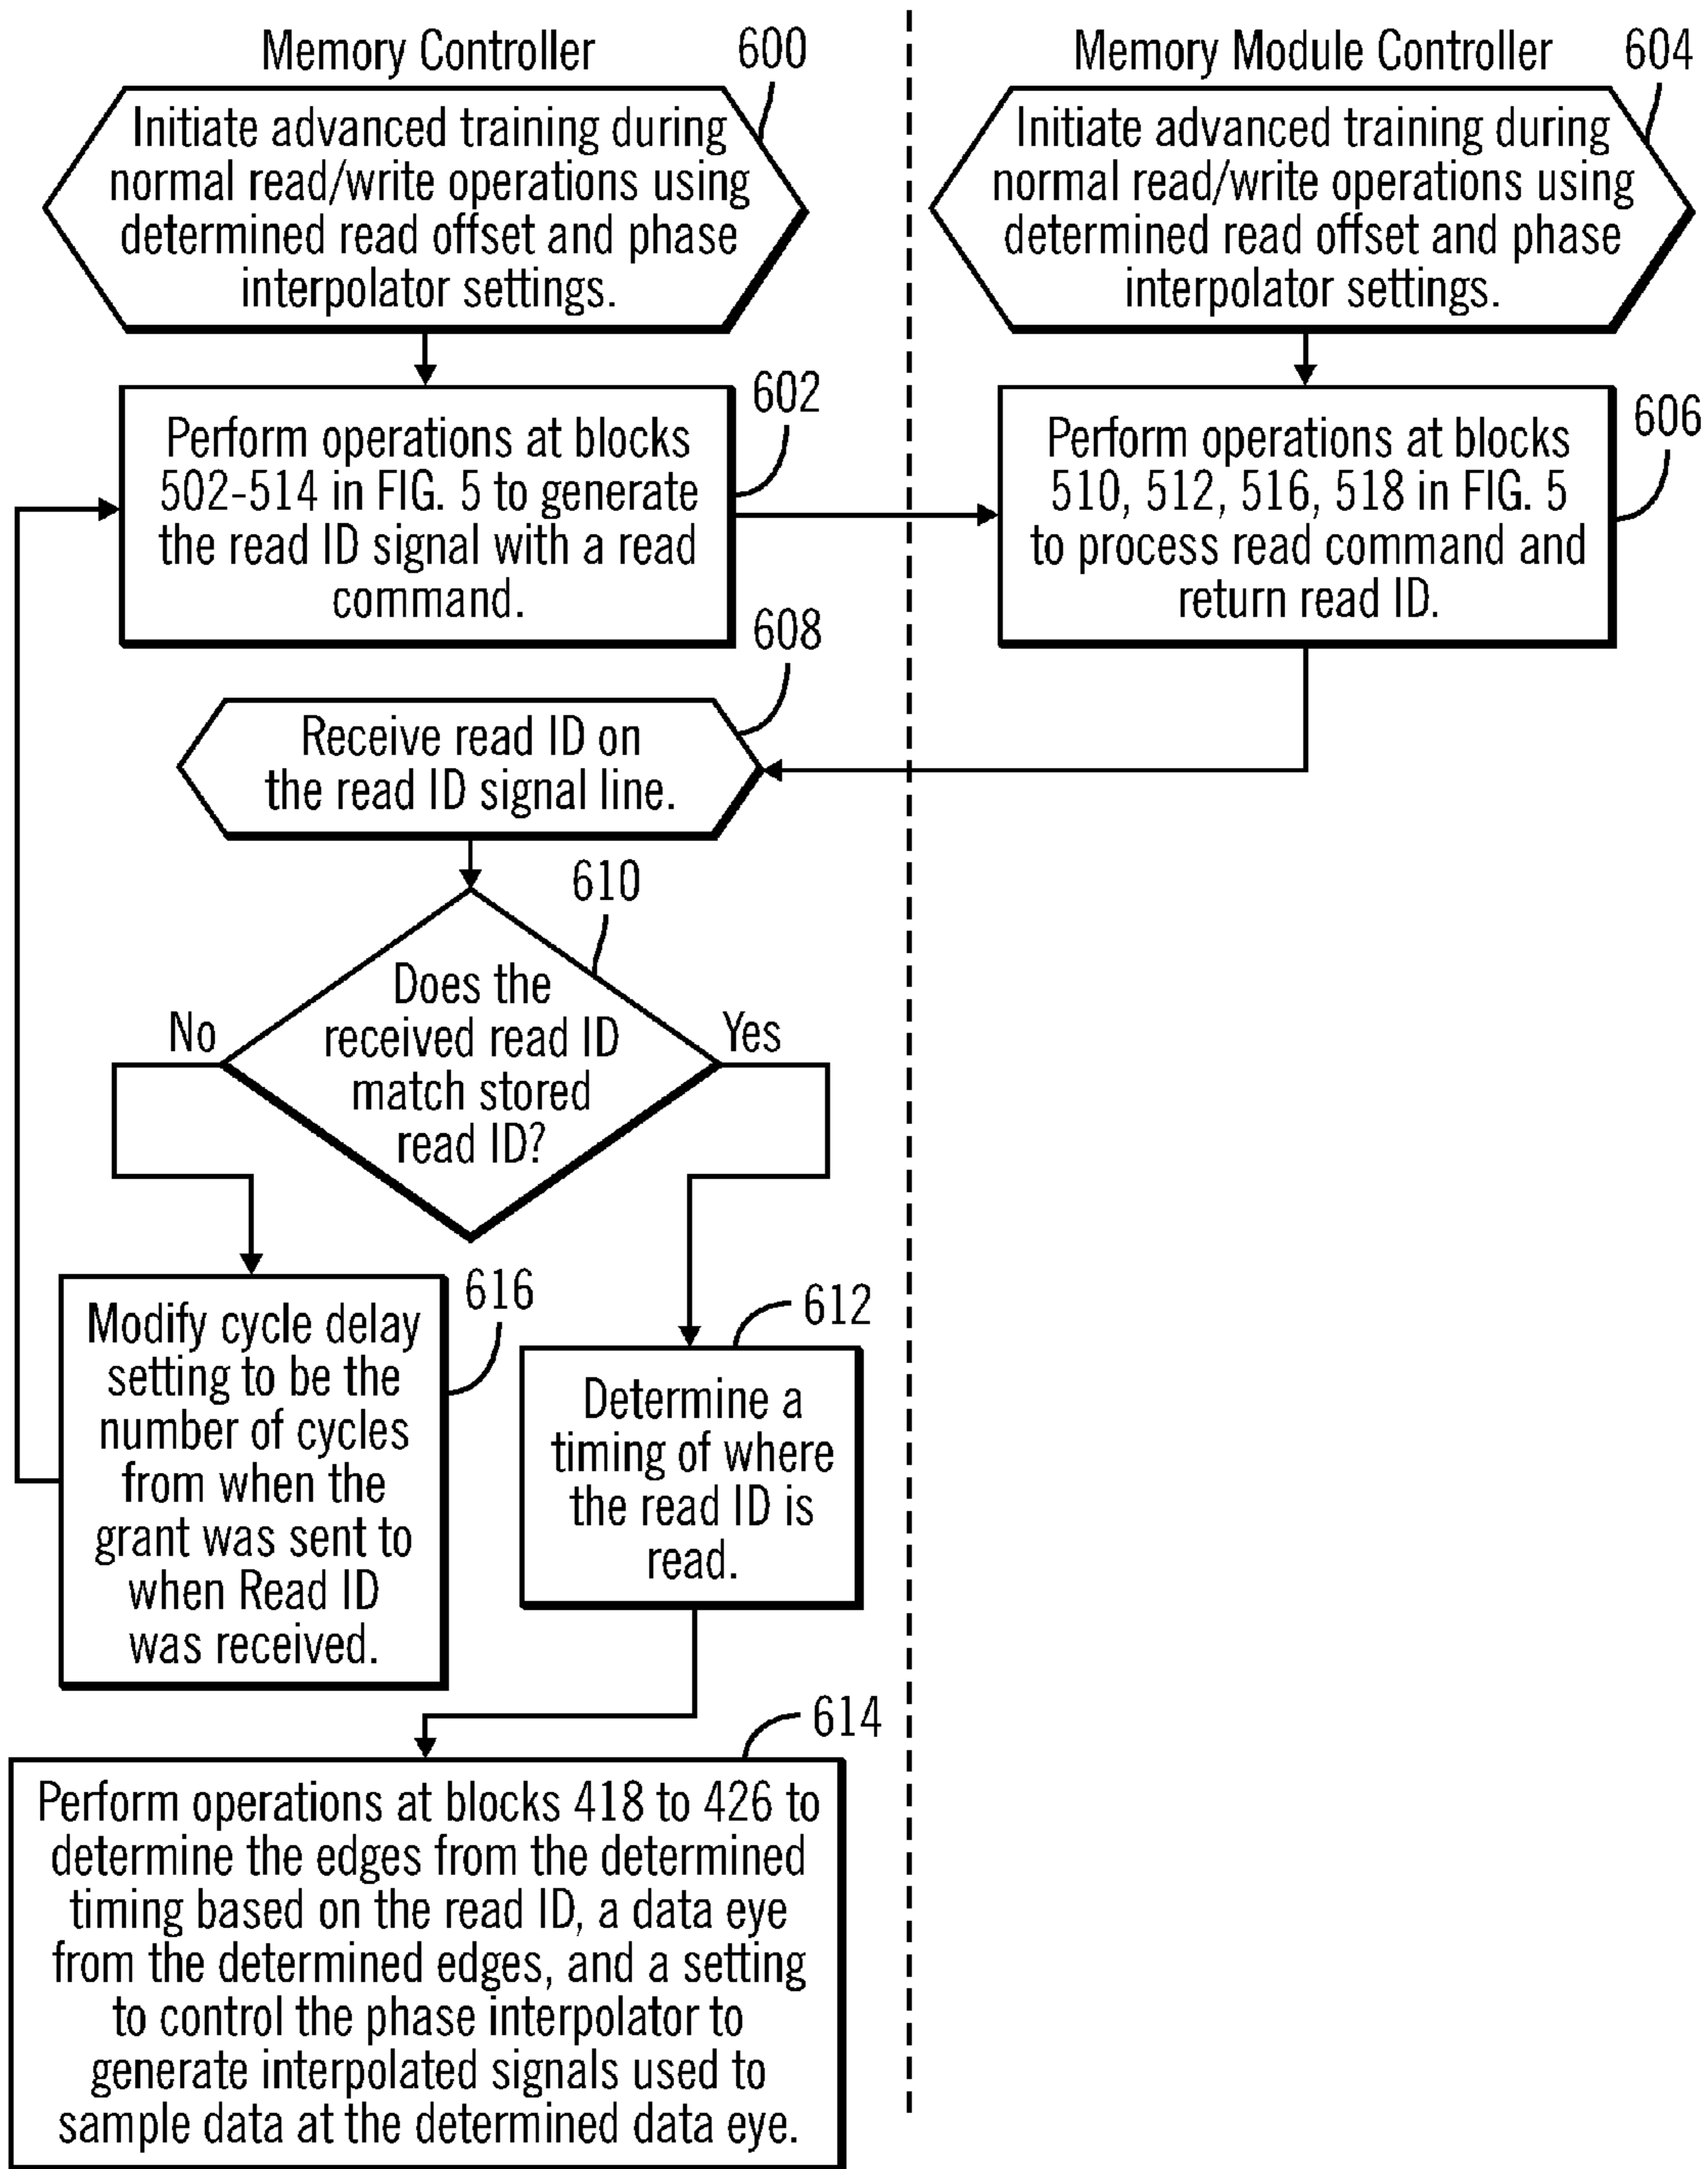 Memory Controller
600
Initiate advanced training during
normal read/write operations using
determined read offset and phase
interpolator settings.
Memory Module Controller
604
Initiate advanced training during
normal read/write operations using
determined read offset and phase
interpolator settings.
602
Perform operations at blocks
502-514 in FIG. 5 to generate
the read ID signal with a read
command.
606
Perform operations at blocks
510, 512, 516, 518 in FIG. 5
to process read command and
return read ID.
608
Receive read ID on
the read ID signal line.
610
Does the
received read ID
match stored
read ID?
No
Yes
616
Modify cycle delay
setting to be the
number of cycles
from when the
grant was sent to
when Read ID
was received.
612
Determine a
timing of where
the read ID is
read.
614
Perform operations at blocks 418 to 426 to
determine the edges from the determined
timing based on the read ID, a data eye
from the determined edges, and a setting
to control the phase interpolator to
generate interpolated signals used to
sample data at the determined data eye.